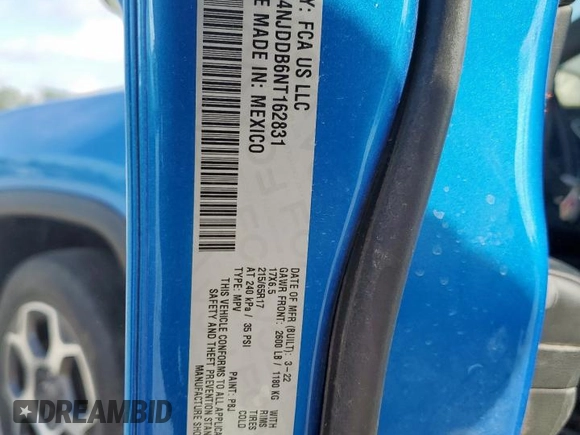 Y: FCA US LLC
E MADE IN: MEXICO
4NJDDB6NT162831
DATE OF MFR (BUILT): 3-22
GAWR FRONT: 2600 LB / 1180 KG WITH
17X6.5 RIMS
215/65R17 TIRES
AT 240 kPa / 35 PSI COLD
THIS VEHICLE CONFORMS TO ALL APPLICA
SAFETY AND THEFT PREVENTION STAN
MANUFACTURE SHO
TYPE: MPV PAINT: PBJ
DREAMBID